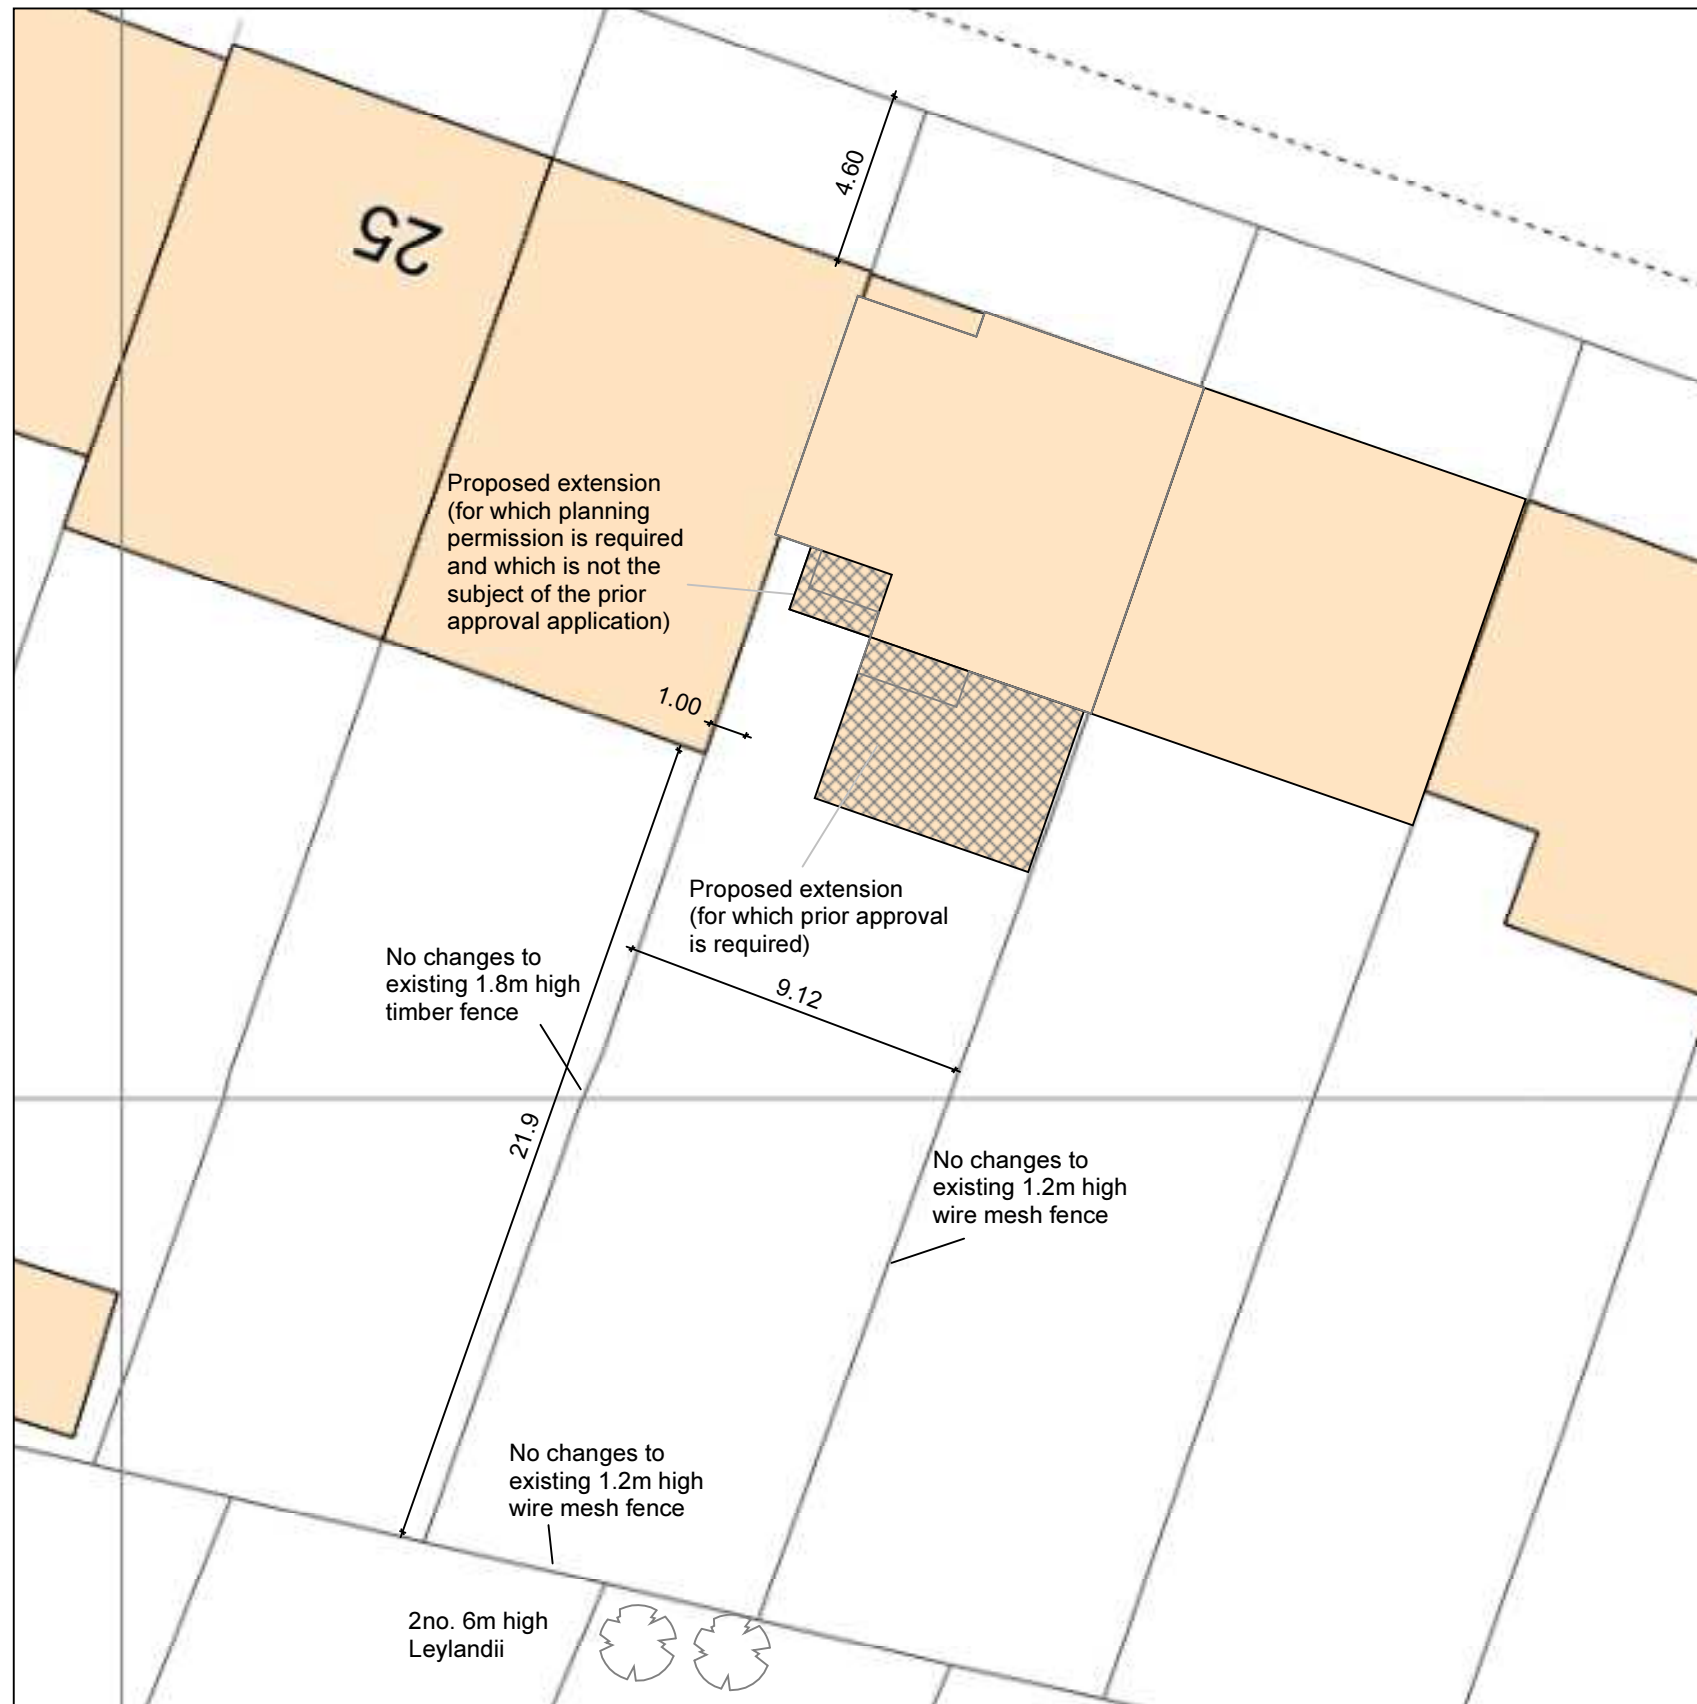 4.60
25
Proposed extension
(for which planning
permission is required
and which is not the
subject of the prior
approval application)
1.00
Proposed extension
(for which prior approval
is required)
No changes to
existing 1.8m high
timber fence
9.12
21.9
No changes to
existing 1.2m high
wire mesh fence
No changes to
existing 1.2m high
wire mesh fence
2no. 6m high
Leylandii